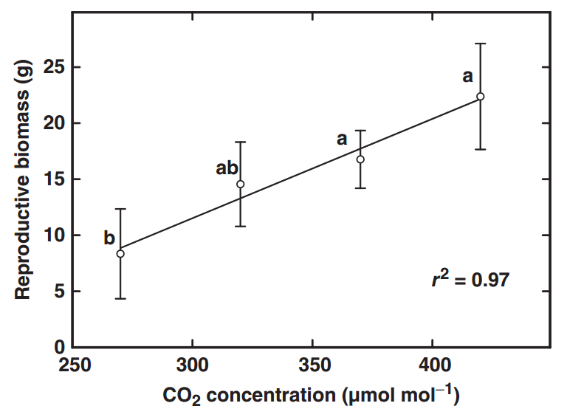 Reproductive biomass (g)
25
20
15
10
5
0
b
ab
a
a
r² = 0.97
250 300 350 400
CO₂ concentration (µmol mol⁻¹)